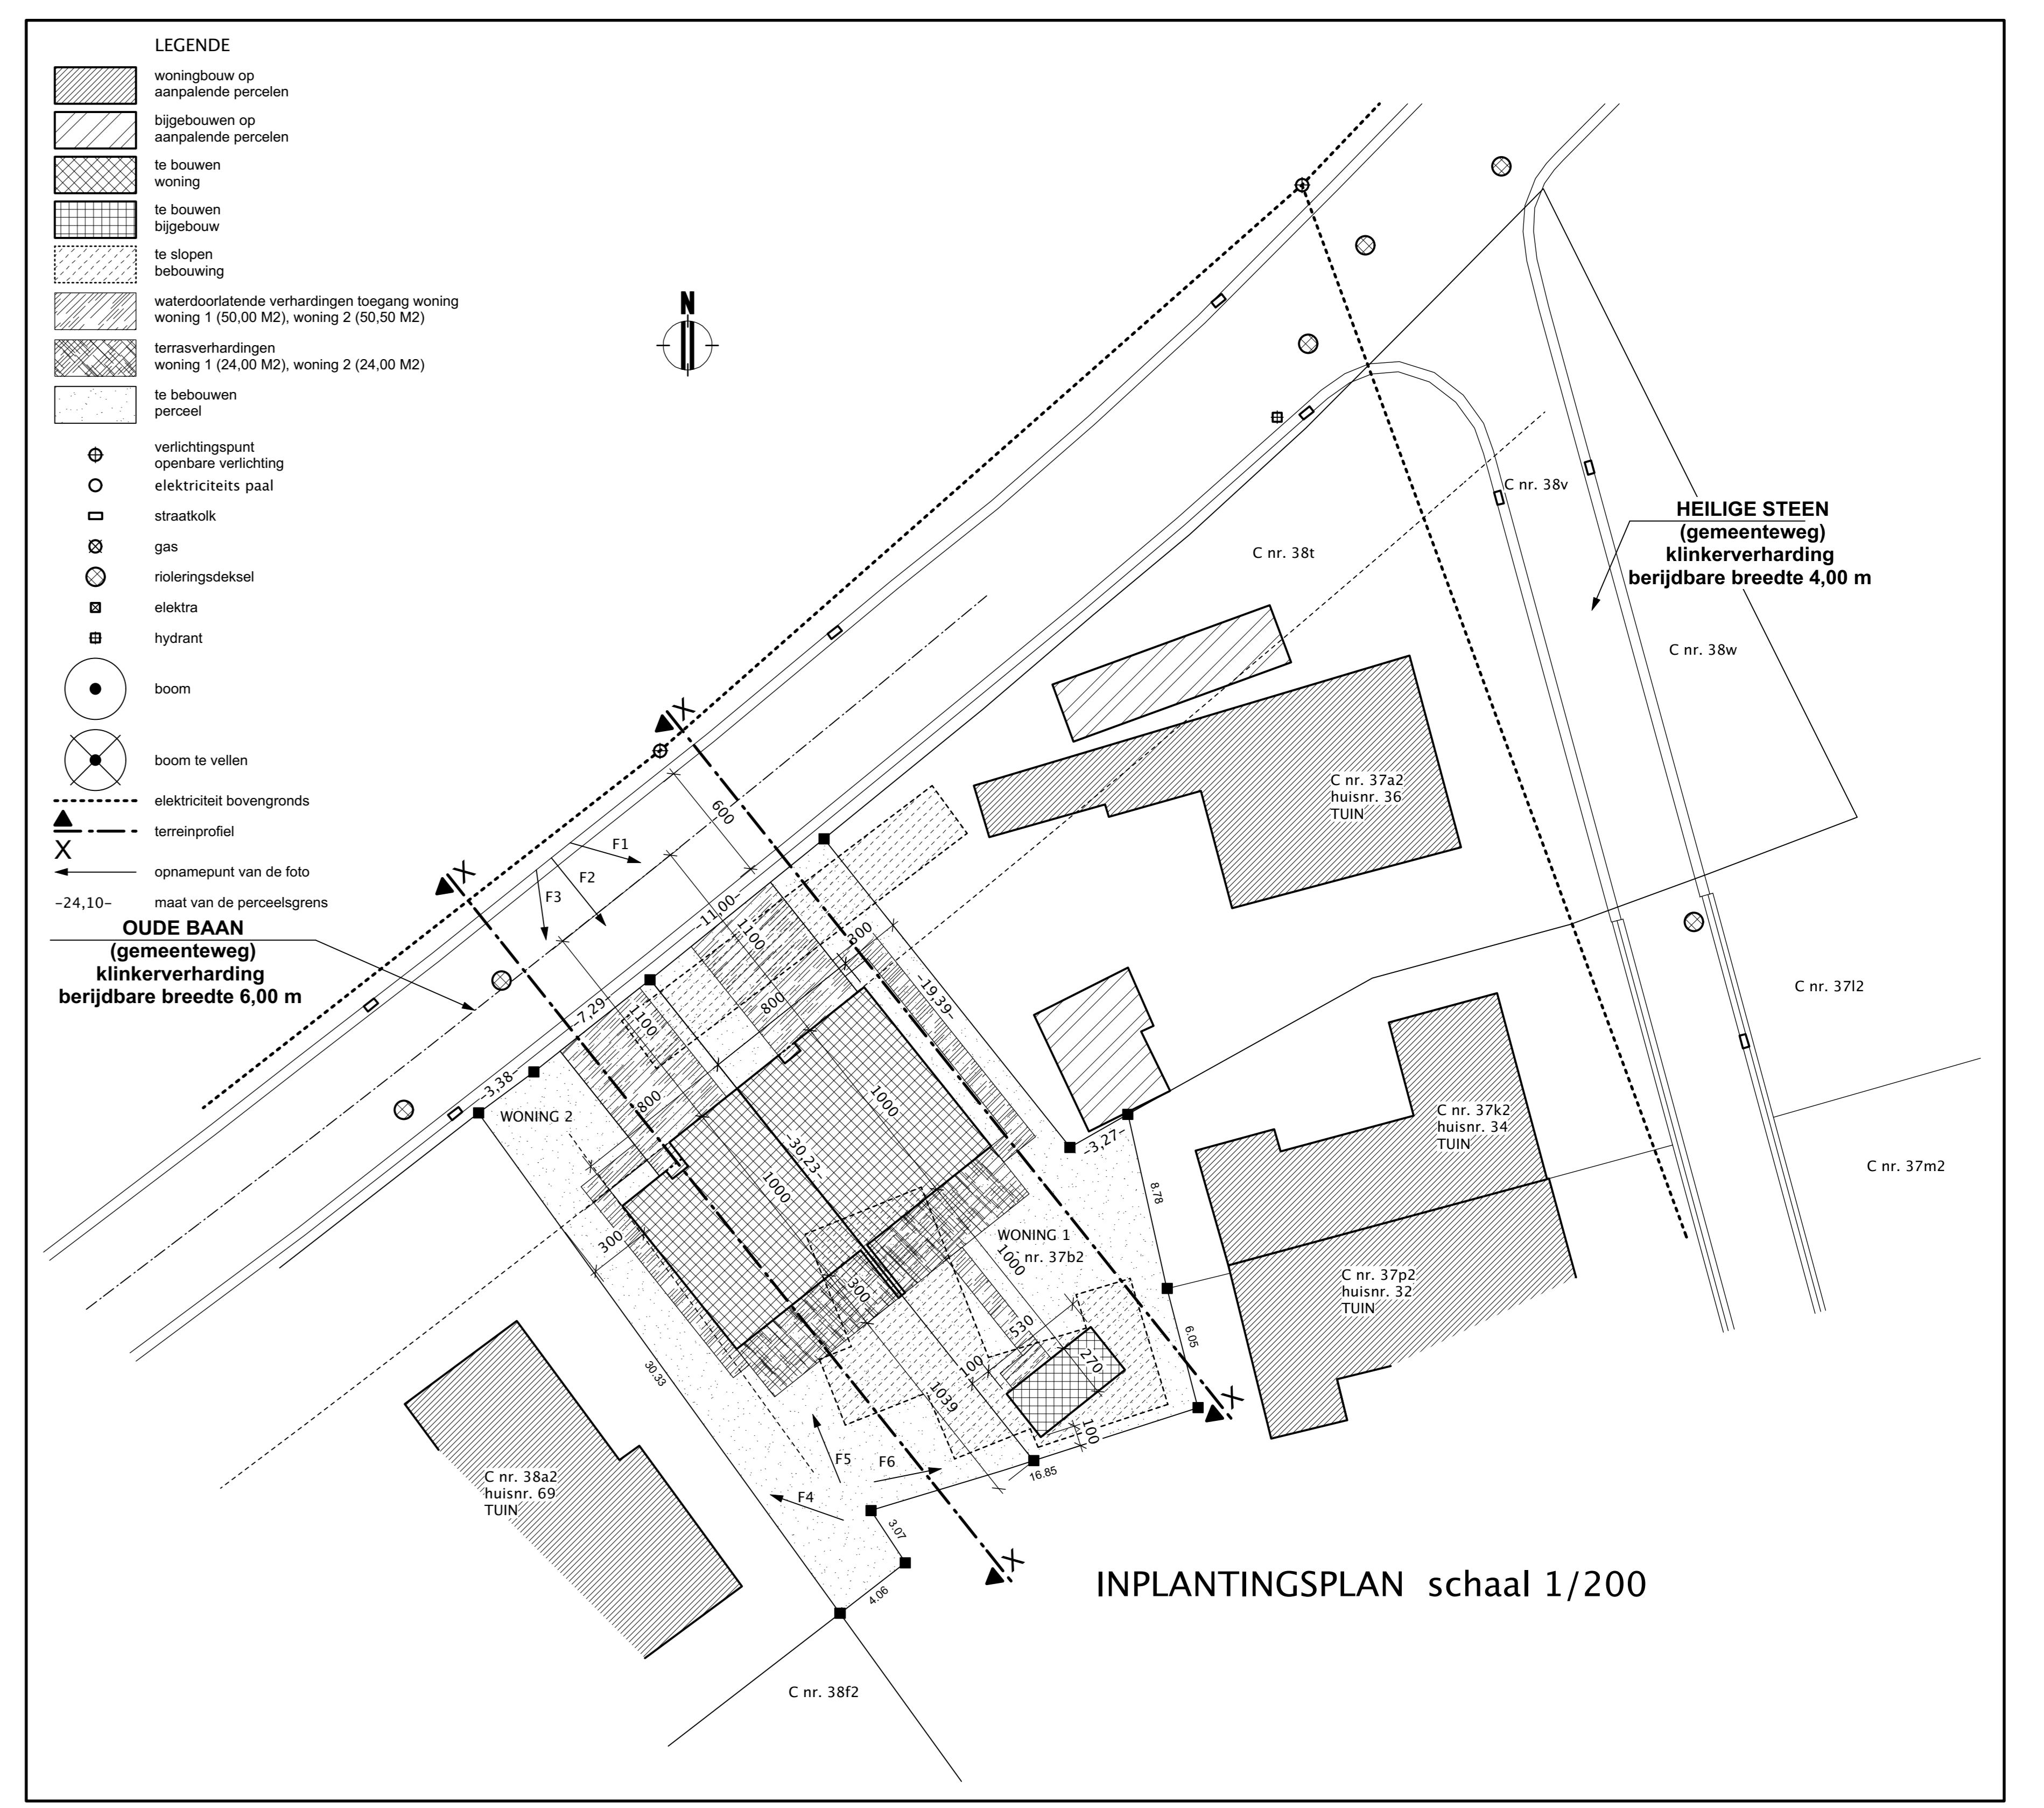 LEGENDE
woningbouw op
aanpalende percelen
bijgebouwen op
aanpalende percelen
te bouwen
woning
te bouwen
bijgebouw
te slopen
bebouwing
waterdoorlatende verhardingen toegang woning
woning 1 (50,00 M2), woning 2 (50,50 M2)
terrasverhardingen
woning 1 (24,00 M2), woning 2 (24,00 M2)
te bebouwen
perceel
verlichtingspunt
openbare verlichting
elektriciteits paal
straatkolk
gas
rioleringsdeksel
elektra
hydrant
boom
boom te vellen
elektriciteit bovengronds
terreinprofiel
X
opnamepunt van de foto
-24,10-
maat van de perceelsgrens
OUDE BAAN
(gemeenteweg)
klinkerverharding
berijdbare breedte 6,00 m
N
HEILIGE STEEN
(gemeenteweg)
klinkerverharding
berijdbare breedte 4,00 m
C nr. 38v
C nr. 38t
C nr. 38w
C nr. 37a2
huisnr. 36
TUIN
C nr. 37l2
C nr. 37k2
huisnr. 34
TUIN
C nr. 37m2
C nr. 37p2
huisnr. 32
TUIN
X
X
600
F1
F2
F3
-11,00-
1100
300
-19,39-
-7,29-
1100
800
-3,38-
WONING 2
800
1000
-30,23-
1000
-3,27-
8.78
300
WONING 1
nr. 37b2
1000
300
530
6.05
270
100
1039
100
30.33
X
F5
F6
F4
16.85
3.07
4.06
X
C nr. 38a2
huisnr. 69
TUIN
C nr. 38f2
INPLANTINGSPLAN schaal 1/200